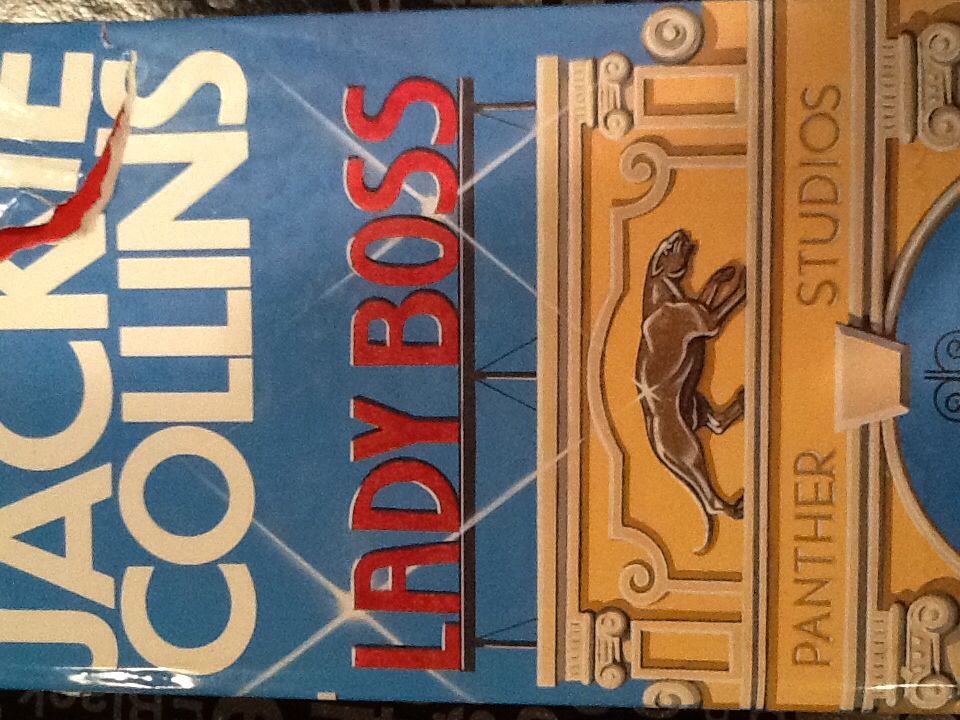 JACKIE
COLLINS
LADY BOSS
PANTHER STUDIOS